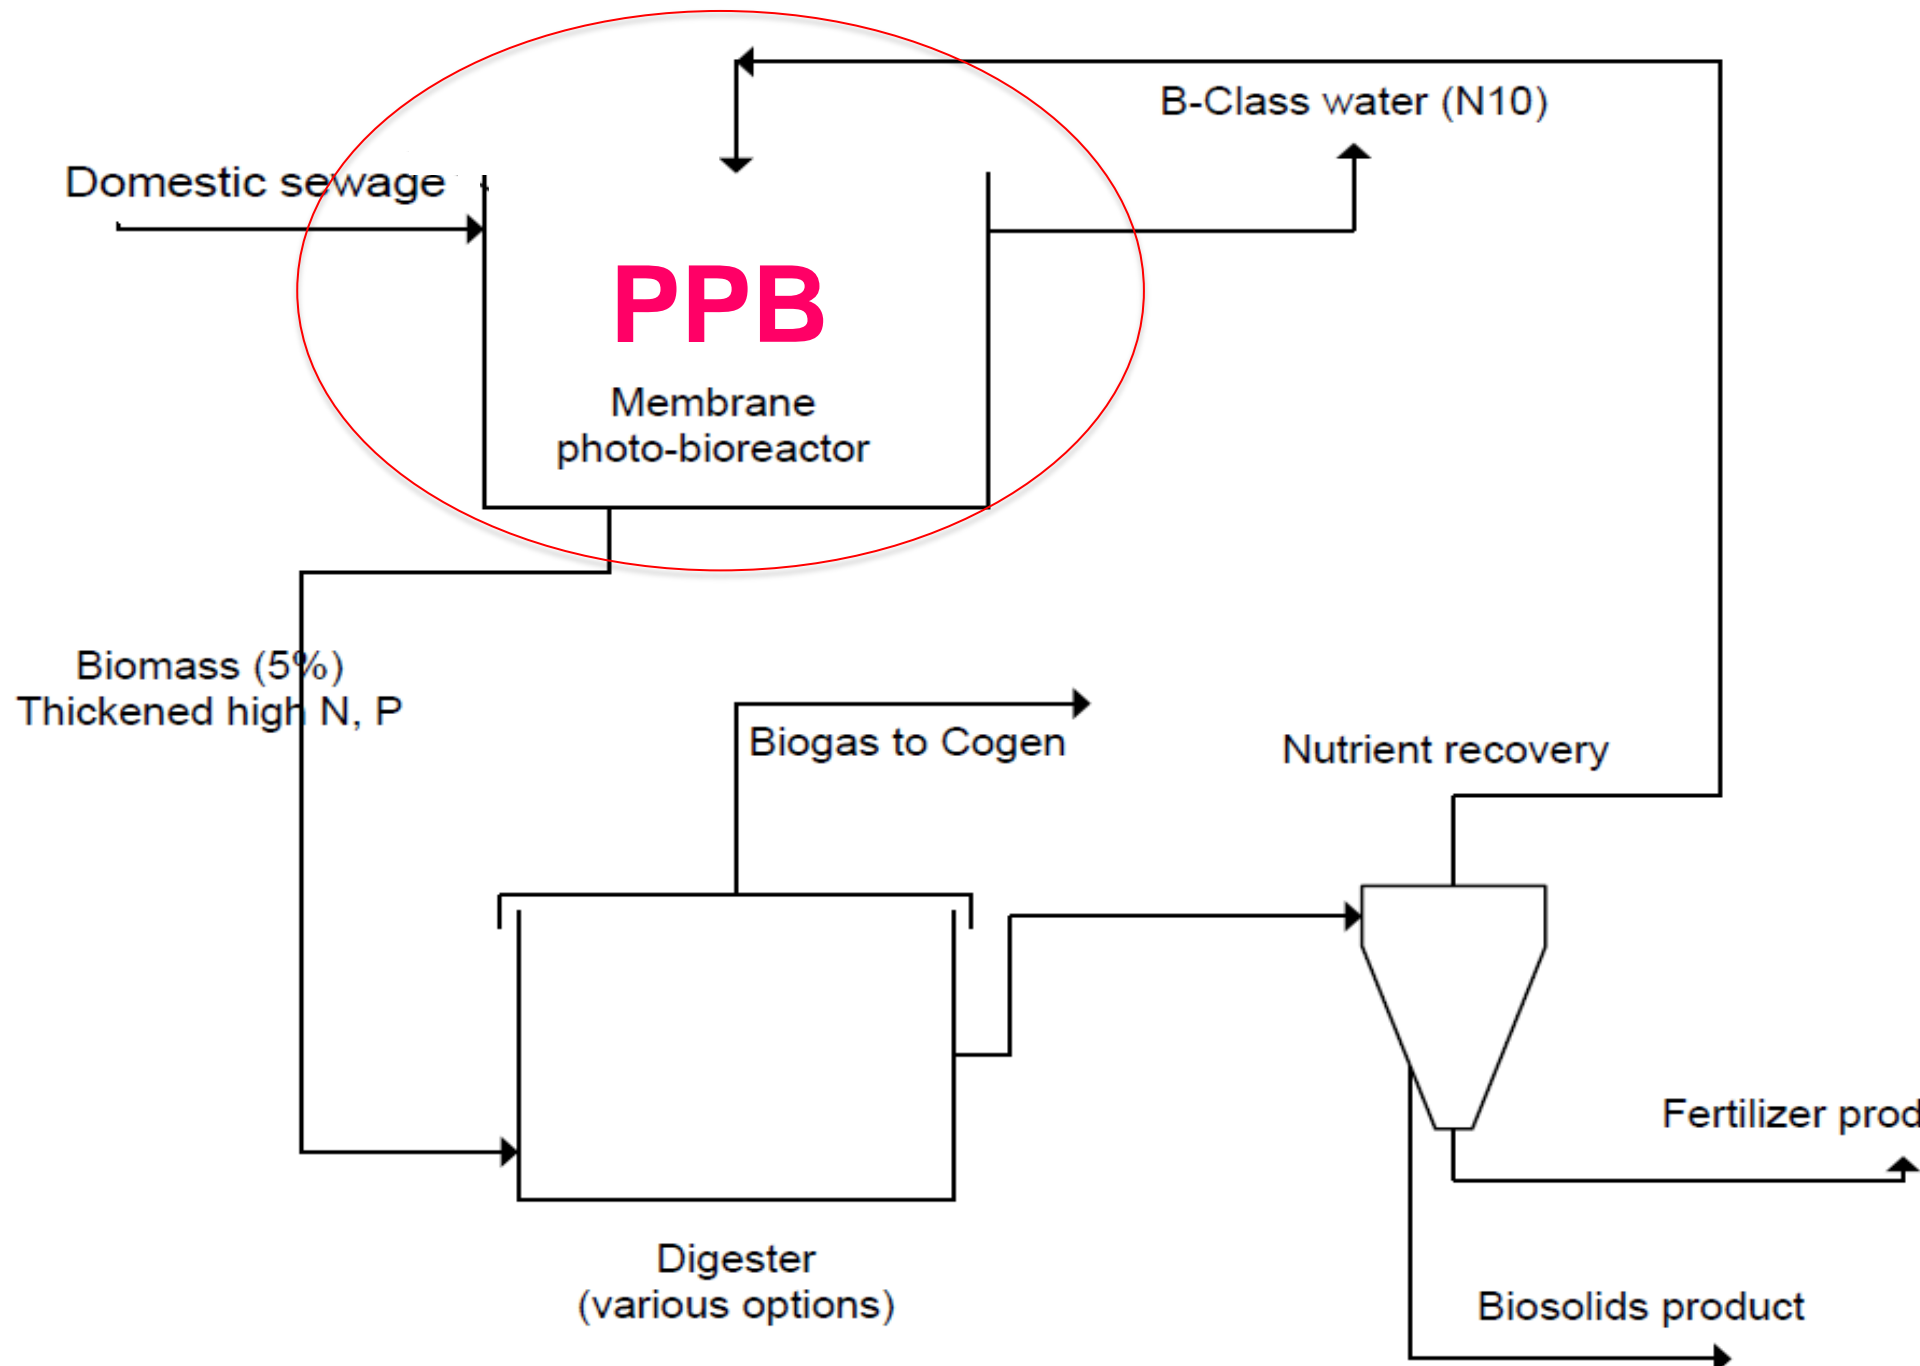 B-Class water (N10)
Domestic sewage
PPB
Membrane
photo-bioreactor
Biomass (5%)
Thickened high N, P
Biogas to Cogen
Nutrient recovery
Fertilizer prod
Digester
(various options)
Biosolids product